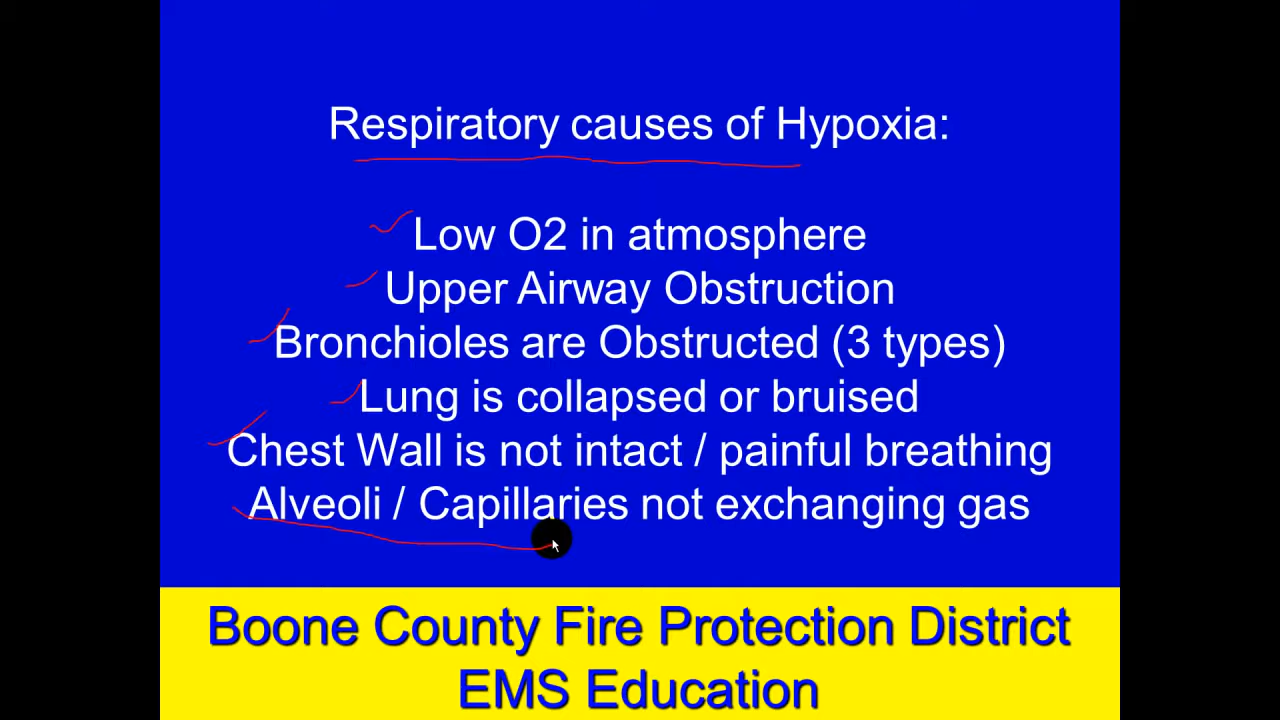 Respiratory causes of Hypoxia:
Low O2 in atmosphere
Upper Airway Obstruction
Bronchioles are Obstructed (3 types)
Lung is collapsed or bruised
Chest Wall is not intact / painful breathing
Alveoli / Capillaries not exchanging gas
Boone County Fire Protection District
EMS Education